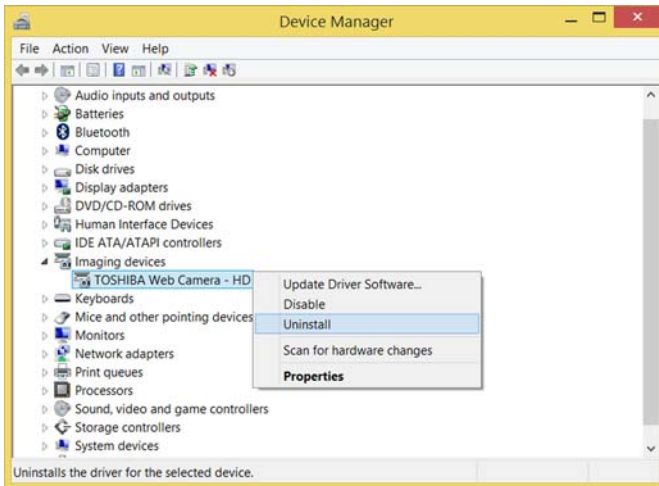 Device Manager
File Action View Help
Audio inputs and outputs
Batteries
Bluetooth
Computer
Disk drives
Display adapters
DVD/CD-ROM drives
Human Interface Devices
IDE ATA/ATAPI controllers
Imaging devices
TOSHIBA Web Camera - HD
Keyboards
Mice and other pointing devices
Monitors
Network adapters
Print queues
Processors
Sound, video and game controllers
Storage controllers
System devices
Update Driver Software...
Disable
Uninstall
Scan for hardware changes
Properties
Uninstalls the driver for the selected device.